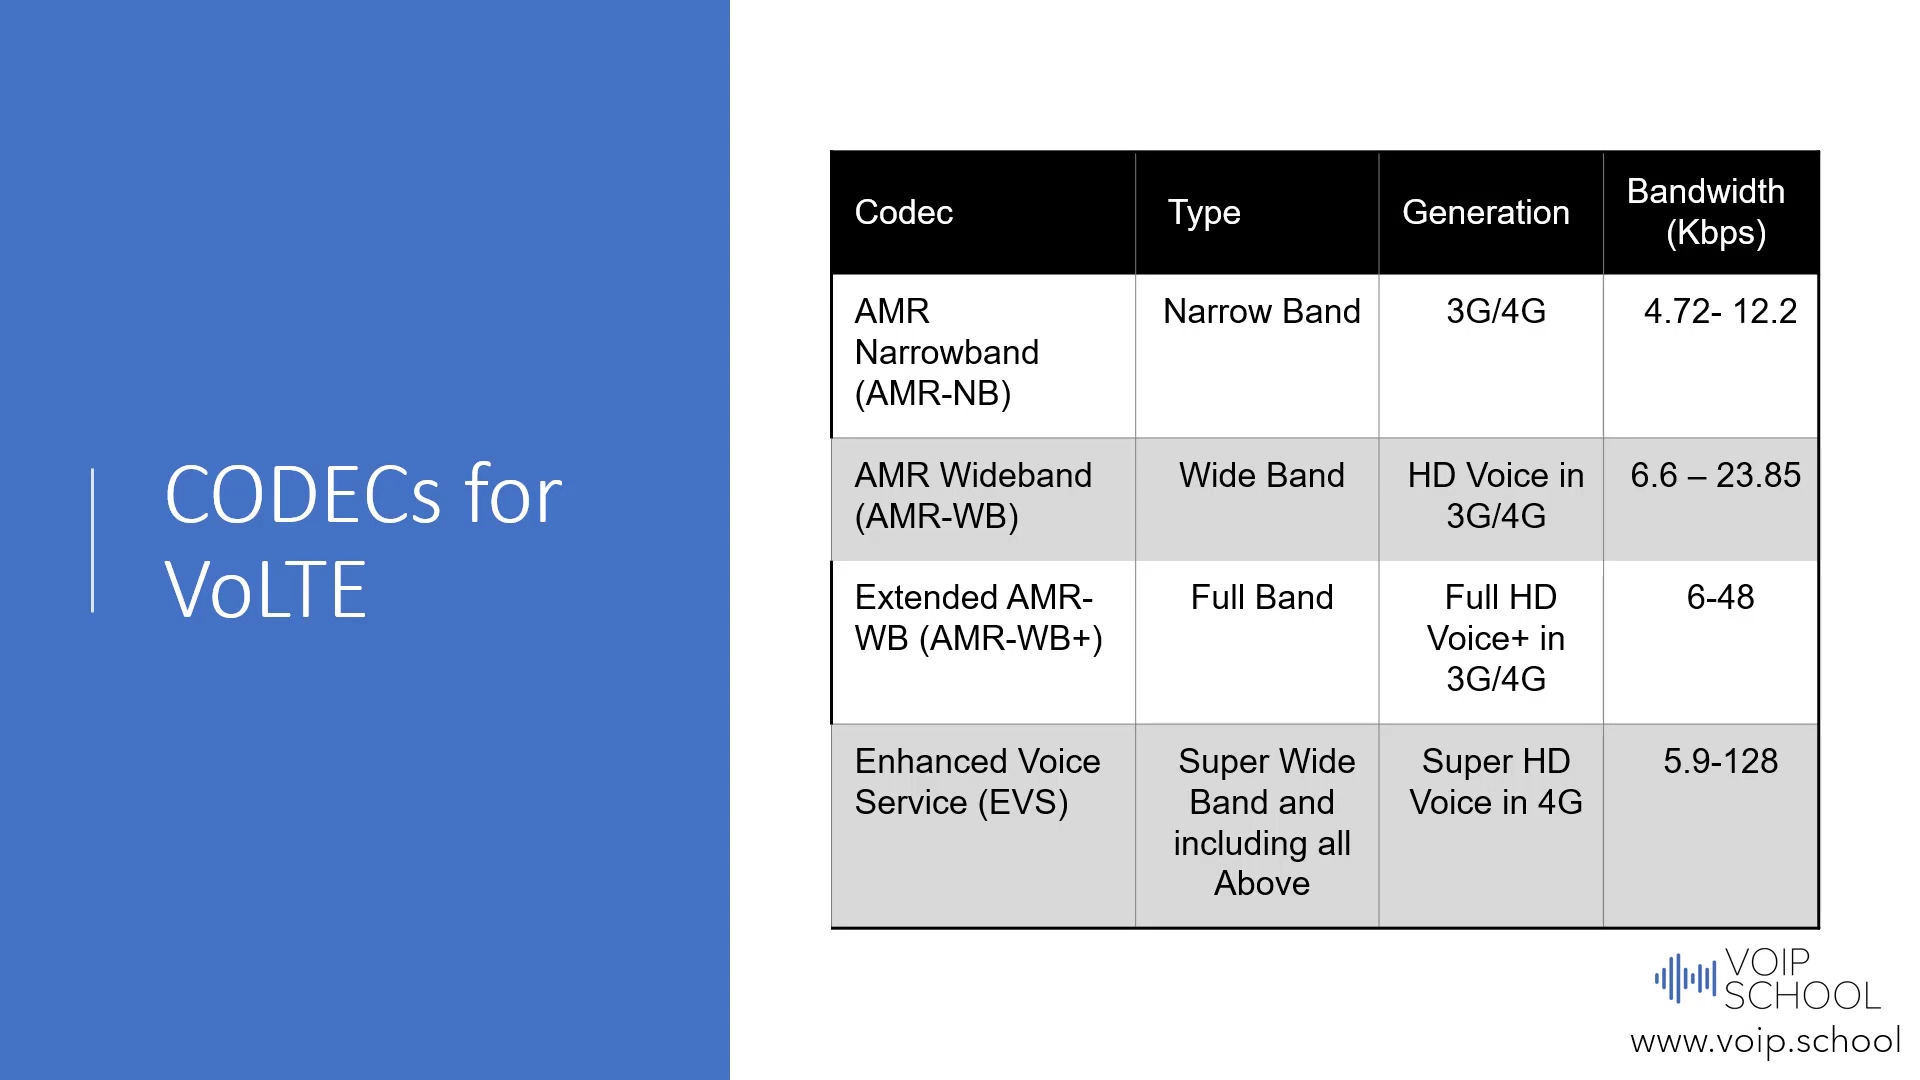 CODECs for
VoLTE
Codec
Type
Generation
Bandwidth
(Kbps)
AMR
Narrowband
(AMR-NB)
Narrow Band
3G/4G
4.72- 12.2
AMR Wideband
(AMR-WB)
Wide Band
HD Voice in
3G/4G
6.6 – 23.85
Extended AMR-
WB (AMR-WB+)
Full Band
Full HD
Voice+ in
3G/4G
6-48
Enhanced Voice
Service (EVS)
Super Wide
Band and
including all
Above
Super HD
Voice in 4G
5.9-128
VOIP
SCHOOL
www.voip.school